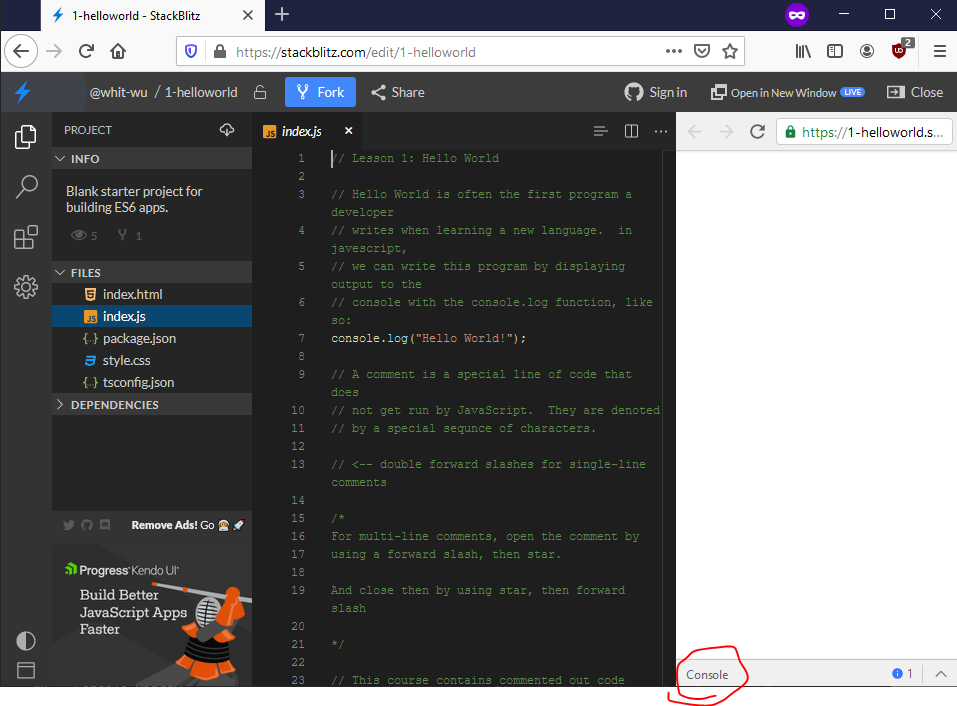 1-helloworld - StackBlitz
https://stackblitz.com/edit/1-helloworld
2
@whit-wu / 1-helloworld
Fork
Share
Sign in
Open in New Window LIVE
Close
PROJECT
INFO
Blank starter project for
building ES6 apps.
5
1
FILES
index.html
index.js
package.json
style.css
tsconfig.json
DEPENDENCIES
Remove Ads! Go
Progress Kendo UI
Build Better
JavaScript Apps
Faster
JS index.js
1 // Lesson 1: Hello World
2
3 // Hello World is often the first program a
developer
4 // writes when learning a new language.  in
javescript,
5 // we can write this program by displaying
output to the
6 // console with the console.log function, like
so:
7 console.log("Hello World!");
8
9 // A comment is a special line of code that
does
10 // not get run by JavaScript.  They are denoted
11 // by a special sequnce of characters.
12
13 // <-- double forward slashes for single-line
comments
14
15 /*
16 For multi-line comments, open the comment by
17 using a forward slash, then star.
18
19 And close then by using star, then forward
slash
20
21 */
22
23 // This course contains commented out code
https://1-helloworld.s...
Console
1